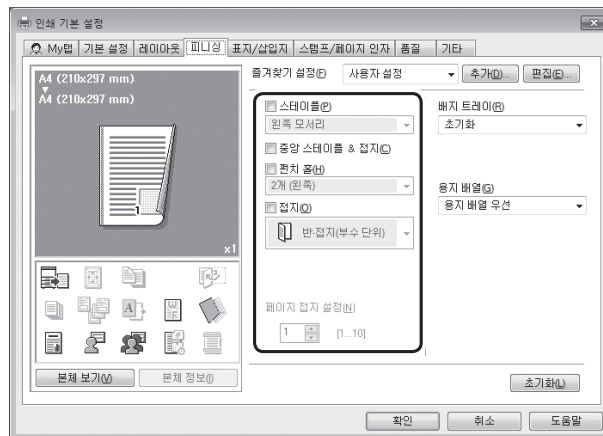 인쇄 기본 설정
My탭 기본 설정 레이아웃 피니싱 표지/삽입지 스탬프/페이지 인자 품질 기타
A4 (210x297 mm)
A4 (210x297 mm)
1
x1
본체 보기(V) 본체 정보(I)
즐겨찾기 설정(F) 사용자 설정 추가(D)... 편집(E)...
스테이플(P)
왼쪽 모서리
중앙 스테이플 & 접지(C)
펀치 홀(H)
2개 (왼쪽)
접지(O)
반-접지(부수 단위)
페이지 접지 설정(N)
1 [1...10]
배지 트레이(R)
초기화
용지 배열(G)
용지 배열 우선
초기화(L)
확인 취소 도움말